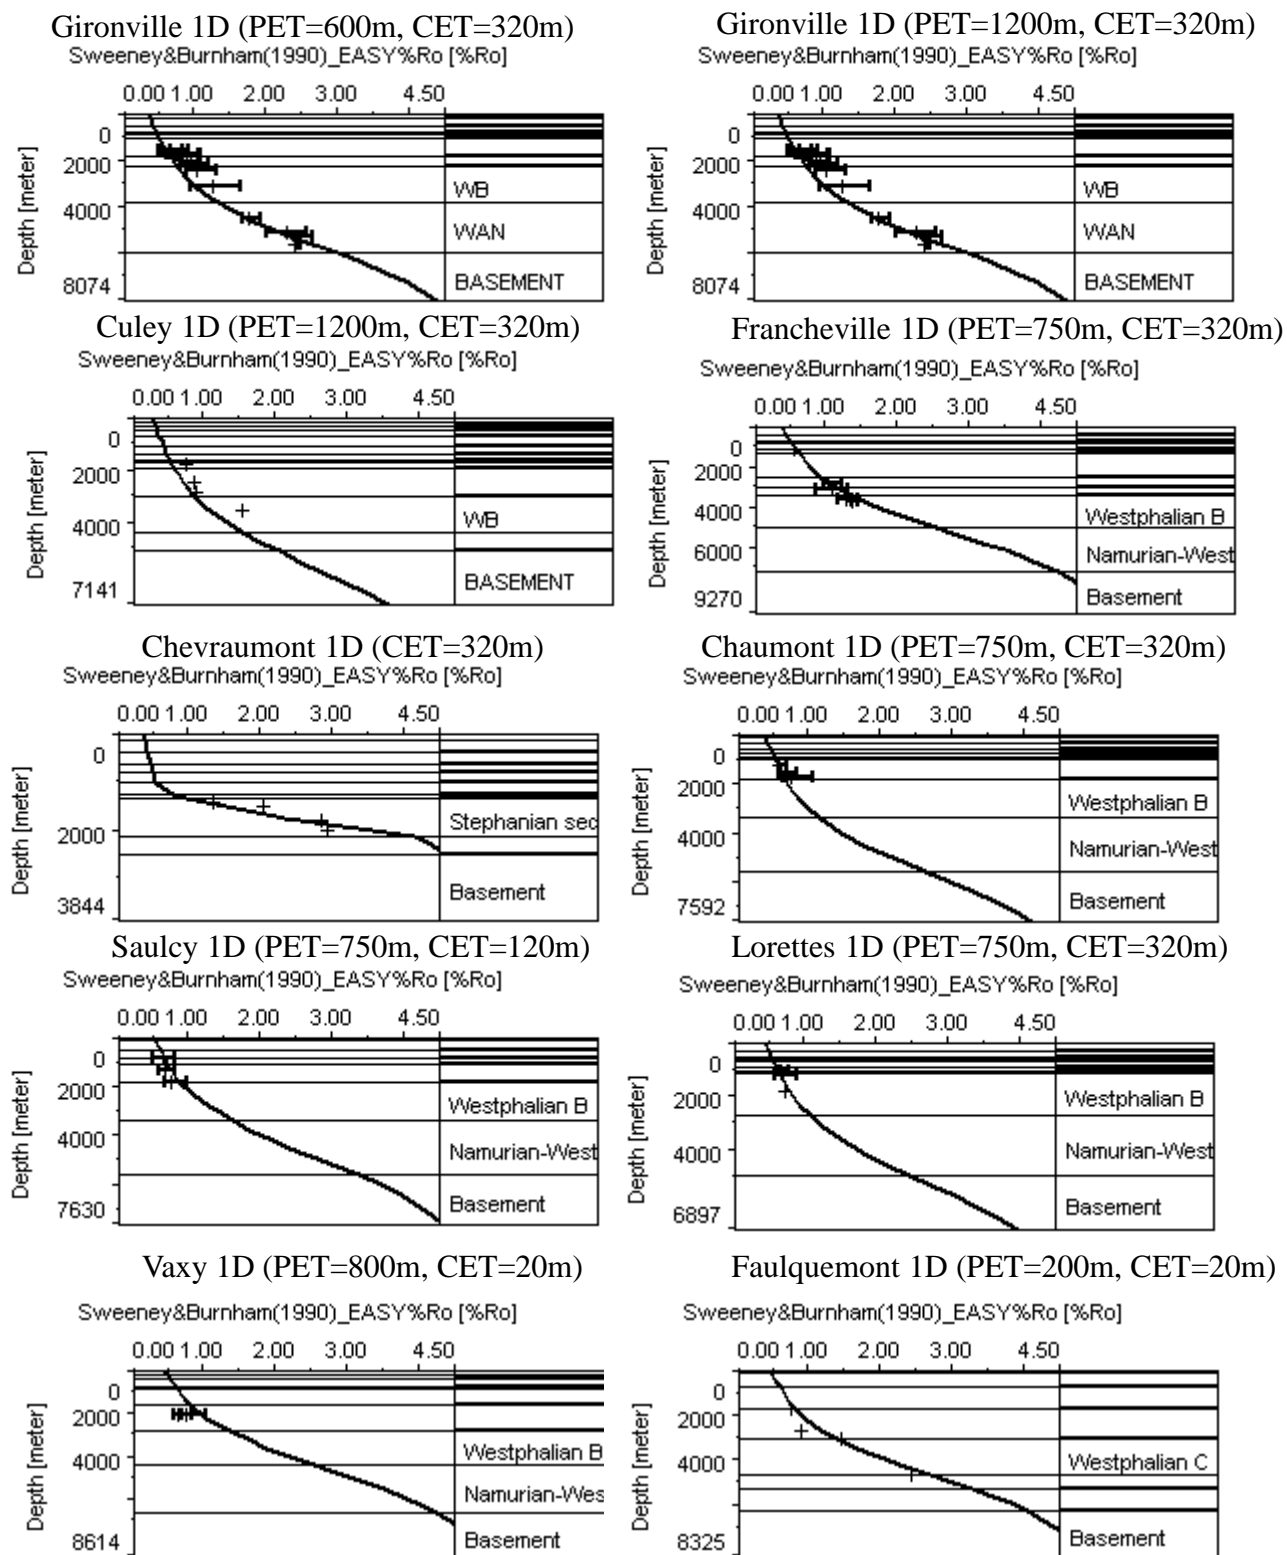 Gironville 1D (PET=600m, CET=320m)
Sweeney&Burnham(1990)_EASY%Ro [%Ro]
0.00 1.00 2.00 3.00 4.50
Depth [meter]
0
2000
4000
8074
WB
WAN
BASEMENT
Gironville 1D (PET=1200m, CET=320m)
Sweeney&Burnham(1990)_EASY%Ro [%Ro]
0.00 1.00 2.00 3.00 4.50
Depth [meter]
0
2000
4000
8074
WB
WAN
BASEMENT
Culey 1D (PET=1200m, CET=320m)
Sweeney&Burnham(1990)_EASY%Ro [%Ro]
0.00 1.00 2.00 3.00 4.50
Depth [meter]
0
2000
4000
7141
WB
BASEMENT
Francheville 1D (PET=750m, CET=320m)
Sweeney&Burnham(1990)_EASY%Ro [%Ro]
0.00 1.00 2.00 3.00 4.50
Depth [meter]
0
2000
4000
6000
9270
Westphalian B
Namurian-West
Basement
Chevraumont 1D (CET=320m)
Sweeney&Burnham(1990)_EASY%Ro [%Ro]
0.00 1.00 2.00 3.00 4.50
Depth [meter]
0
2000
3844
Stephanian sec
Basement
Chaumont 1D (PET=750m, CET=320m)
Sweeney&Burnham(1990)_EASY%Ro [%Ro]
0.00 1.00 2.00 3.00 4.50
Depth [meter]
0
2000
4000
7592
Westphalian B
Namurian-West
Basement
Saulcy 1D (PET=750m, CET=120m)
Sweeney&Burnham(1990)_EASY%Ro [%Ro]
0.00 1.00 2.00 3.00 4.50
Depth [meter]
0
2000
4000
7630
Westphalian B
Namurian-West
Basement
Lorettes 1D (PET=750m, CET=320m)
Sweeney&Burnham(1990)_EASY%Ro [%Ro]
0.00 1.00 2.00 3.00 4.50
Depth [meter]
0
2000
4000
6897
Westphalian B
Namurian-West
Basement
Vaxy 1D (PET=800m, CET=20m)
Sweeney&Burnham(1990)_EASY%Ro [%Ro]
0.00 1.00 2.00 3.00 4.50
Depth [meter]
0
2000
4000
8614
Westphalian B
Namurian-Wes
Basement
Faulquemont 1D (PET=200m, CET=20m)
Sweeney&Burnham(1990)_EASY%Ro [%Ro]
0.00 1.00 2.00 3.00 4.50
Depth [meter]
0
2000
4000
8325
Westphalian C
Basement